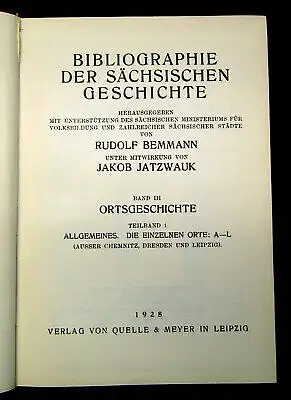 BIBLIOGRAPHIE
DER SÄCHSISCHEN
GESCHICHTE
HERAUSGEGEBEN
MIT UNTERSTÜTZUNG DES SÄCHSISCHEN MINISTERIUMS FÜR
VOLKSBILDUNG UND ZAHLREICHER SÄCHSISCHER STÄDTE
VON
RUDOLF BEMMANN
UNTER MITWIRKUNG VON
JAKOB JATZWAUK
BAND III
ORTSGESCHICHTE
TEILBAND 1
ALLGEMEINES. DIE EINZELNEN ORTE: A—L
(AUSSER CHEMNITZ, DRESDEN UND LEIPZIG).
1928
VERLAG VON QUELLE & MEYER IN LEIPZIG